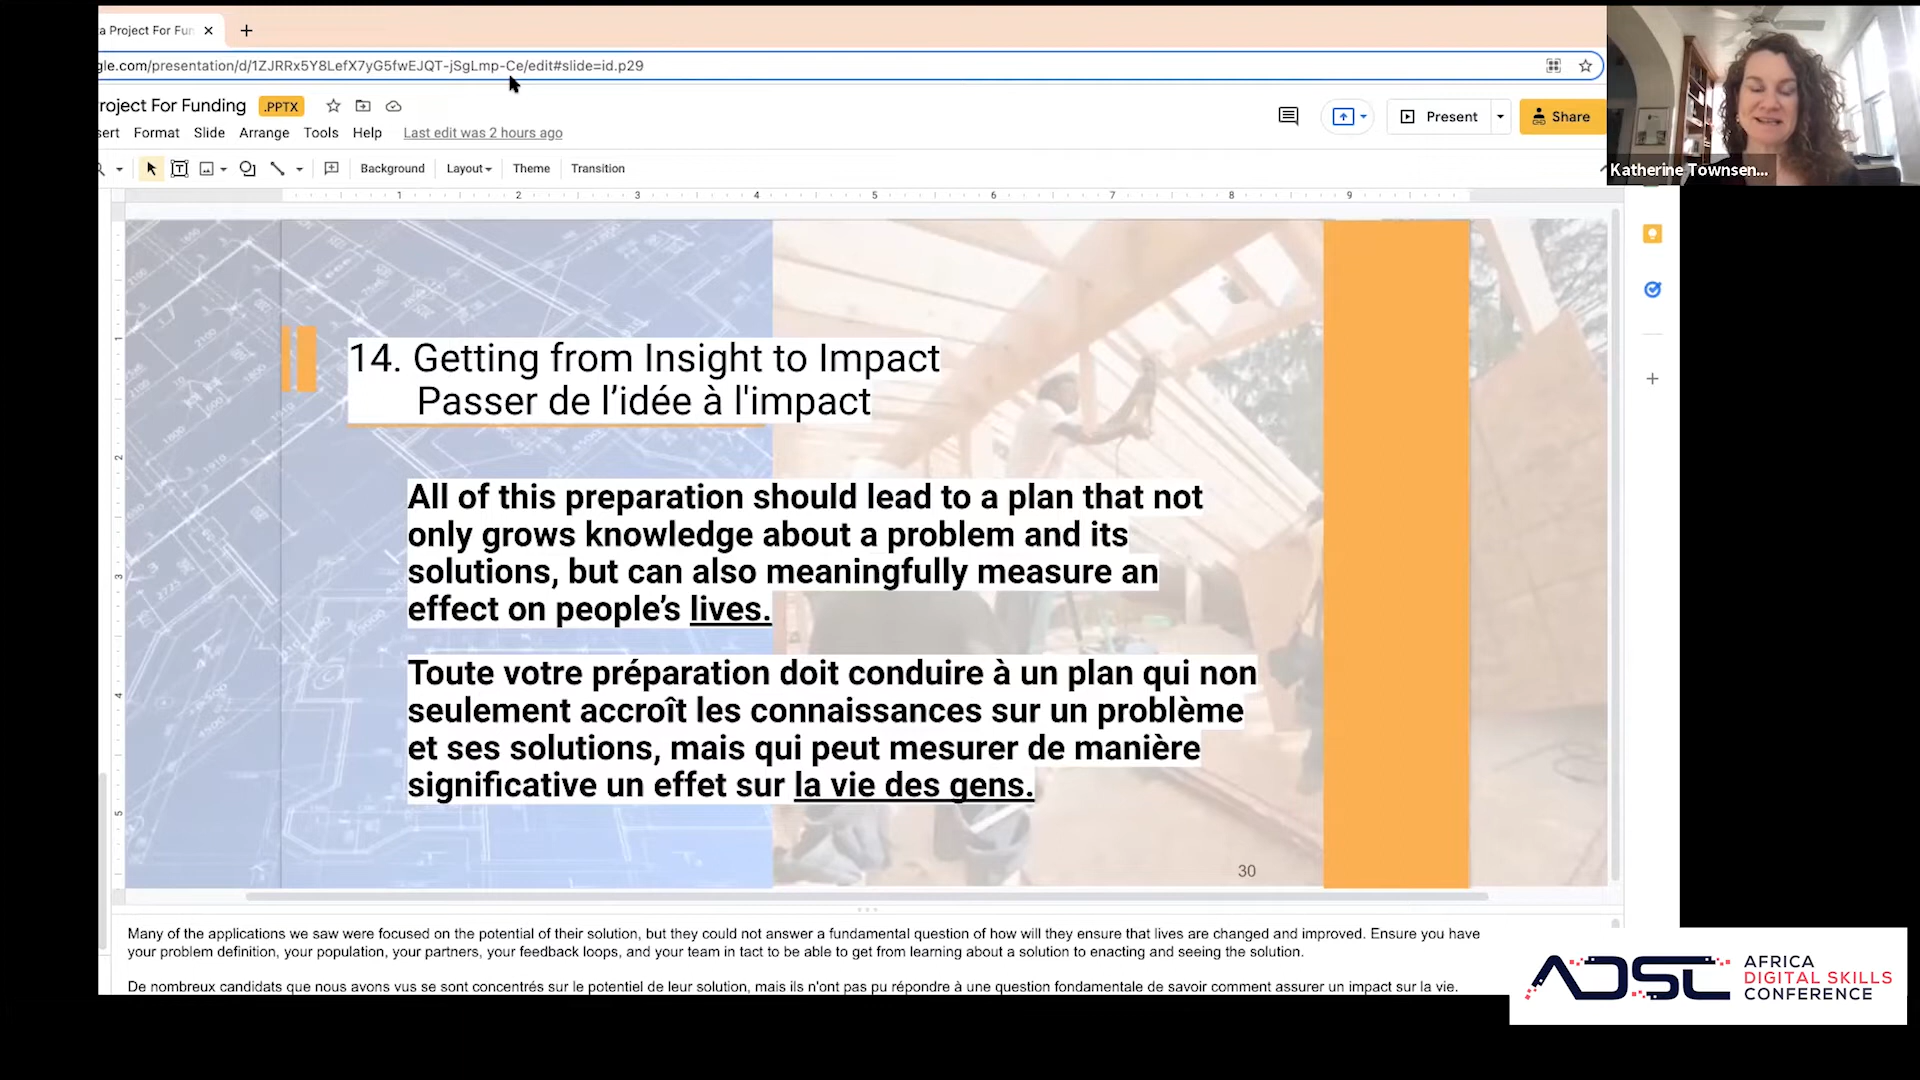 a Project For Fun
gle.com/presentation/d/1ZJRRx5Y8LefX7yG5fwEJQT-jSgLmp-Ce/edit#slide=id.p29
roject For Funding .PPTX
sert Format Slide Arrange Tools Help Last edit was 2 hours ago
Present Share
Background Layout Theme Transition
Katherine Townsen...
1 2 3 4 5 6 7 8 9
14. Getting from Insight to Impact
Passer de l’idée à l'impact
All of this preparation should lead to a plan that not
only grows knowledge about a problem and its
solutions, but can also meaningfully measure an
effect on people’s lives.
Toute votre préparation doit conduire à un plan qui non
seulement accroît les connaissances sur un problème
et ses solutions, mais qui peut mesurer de manière
significative un effet sur la vie des gens.
30
Many of the applications we saw were focused on the potential of their solution, but they could not answer a fundamental question of how will they ensure that lives are changed and improved. Ensure you have
your problem definition, your population, your partners, your feedback loops, and your team in tact to be able to get from learning about a solution to enacting and seeing the solution.
De nombreux candidats que nous avons vus se sont concentrés sur le potentiel de leur solution, mais ils n'ont pas pu répondre à une question fondamentale de savoir comment assurer un impact sur la vie.
ADSC
AFRICA
DIGITAL SKILLS
CONFERENCE